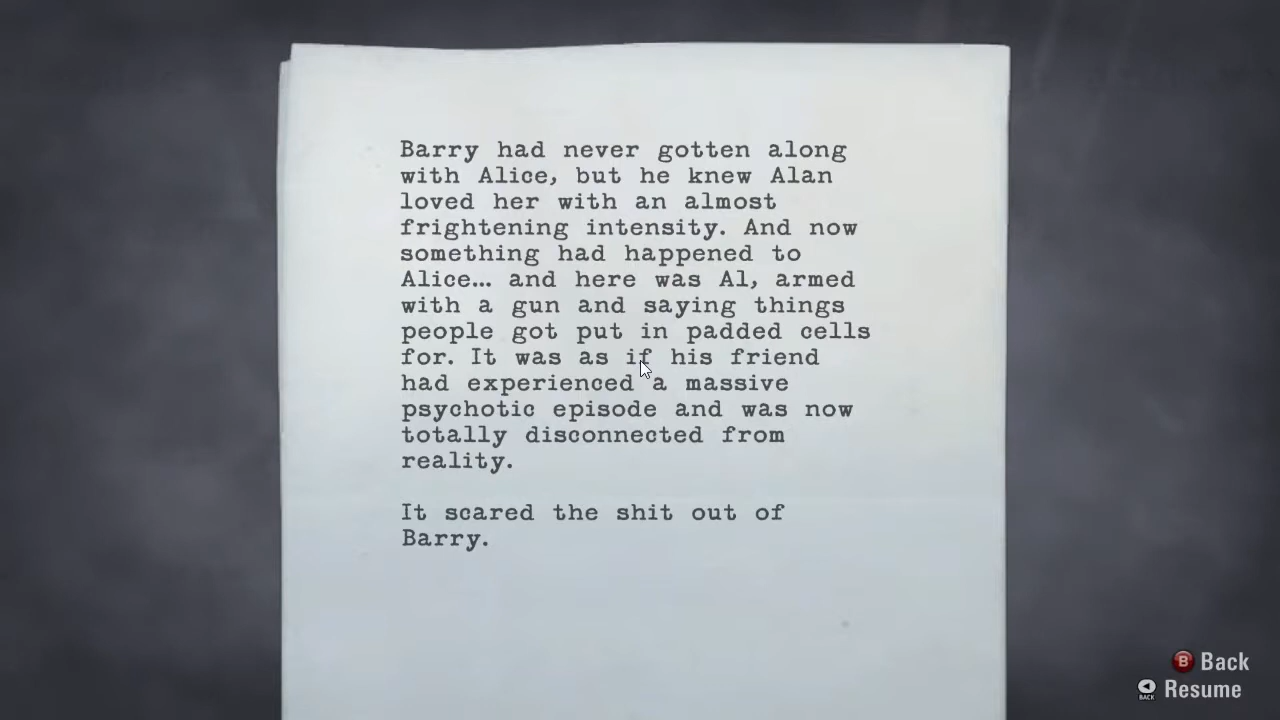 Barry had never gotten along
with Alice, but he knew Alan
loved her with an almost
frightening intensity. And now
something had happened to
Alice... and here was Al, armed
with a gun and saying things
people got put in padded cells
for. It was as if his friend
had experienced a massive
psychotic episode and was now
totally disconnected from
reality.
It scared the shit out of
Barry.
B Back
BACK Resume